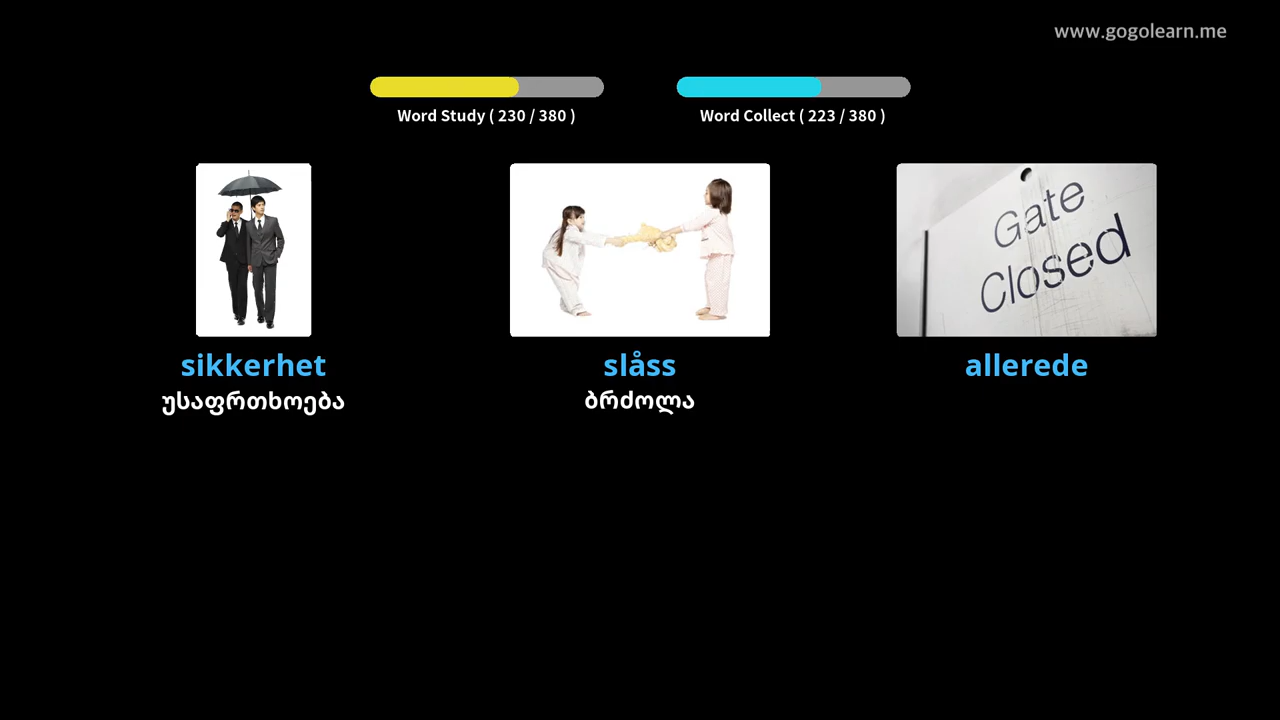 www.gogolearn.me
Word Study ( 230 / 380 )
Word Collect ( 223 / 380 )
Gate
Closed
sikkerhet
slåss
allerede
უსაფრთხოება
ბრძოლა